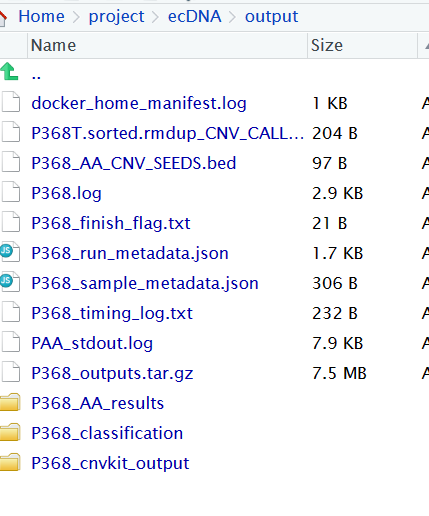 Home project ecDNA output
Name Size
..
docker_home_manifest.log 1 KB A
P368T.sorted.rmdup_CNV_CALL... 204 B A
P368_AA_CNV_SEEDS.bed 97 B A
P368.log 2.9 KB A
P368_finish_flag.txt 21 B A
JS P368_run_metadata.json 1.7 KB A
JS P368_sample_metadata.json 306 B A
P368_timing_log.txt 232 B A
PAA_stdout.log 7.9 KB A
P368_outputs.tar.gz 7.5 MB A
P368_AA_results
P368_classification
P368_cnvkit_output